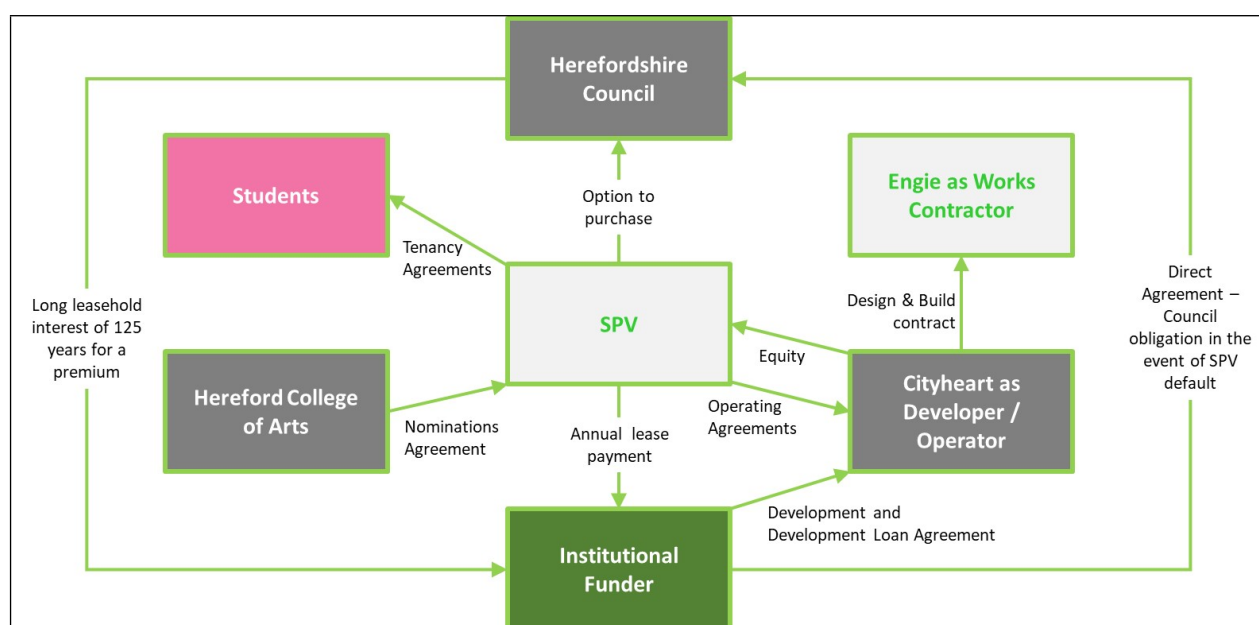 Herefordshire
Council
Students
Option to
purchase
Engie as Works
Contractor
Tenancy
Agreements
Long leasehold
interest of 125
years for a
premium
SPV
Design & Build
contract
Direct
Agreement –
Council
obligation in the
event of SPV
default
Equity
Hereford College
of Arts
Nominations
Agreement
Annual lease
payment
Operating
Agreements
Cityheart as
Developer /
Operator
Development and
Development Loan Agreement
Institutional
Funder